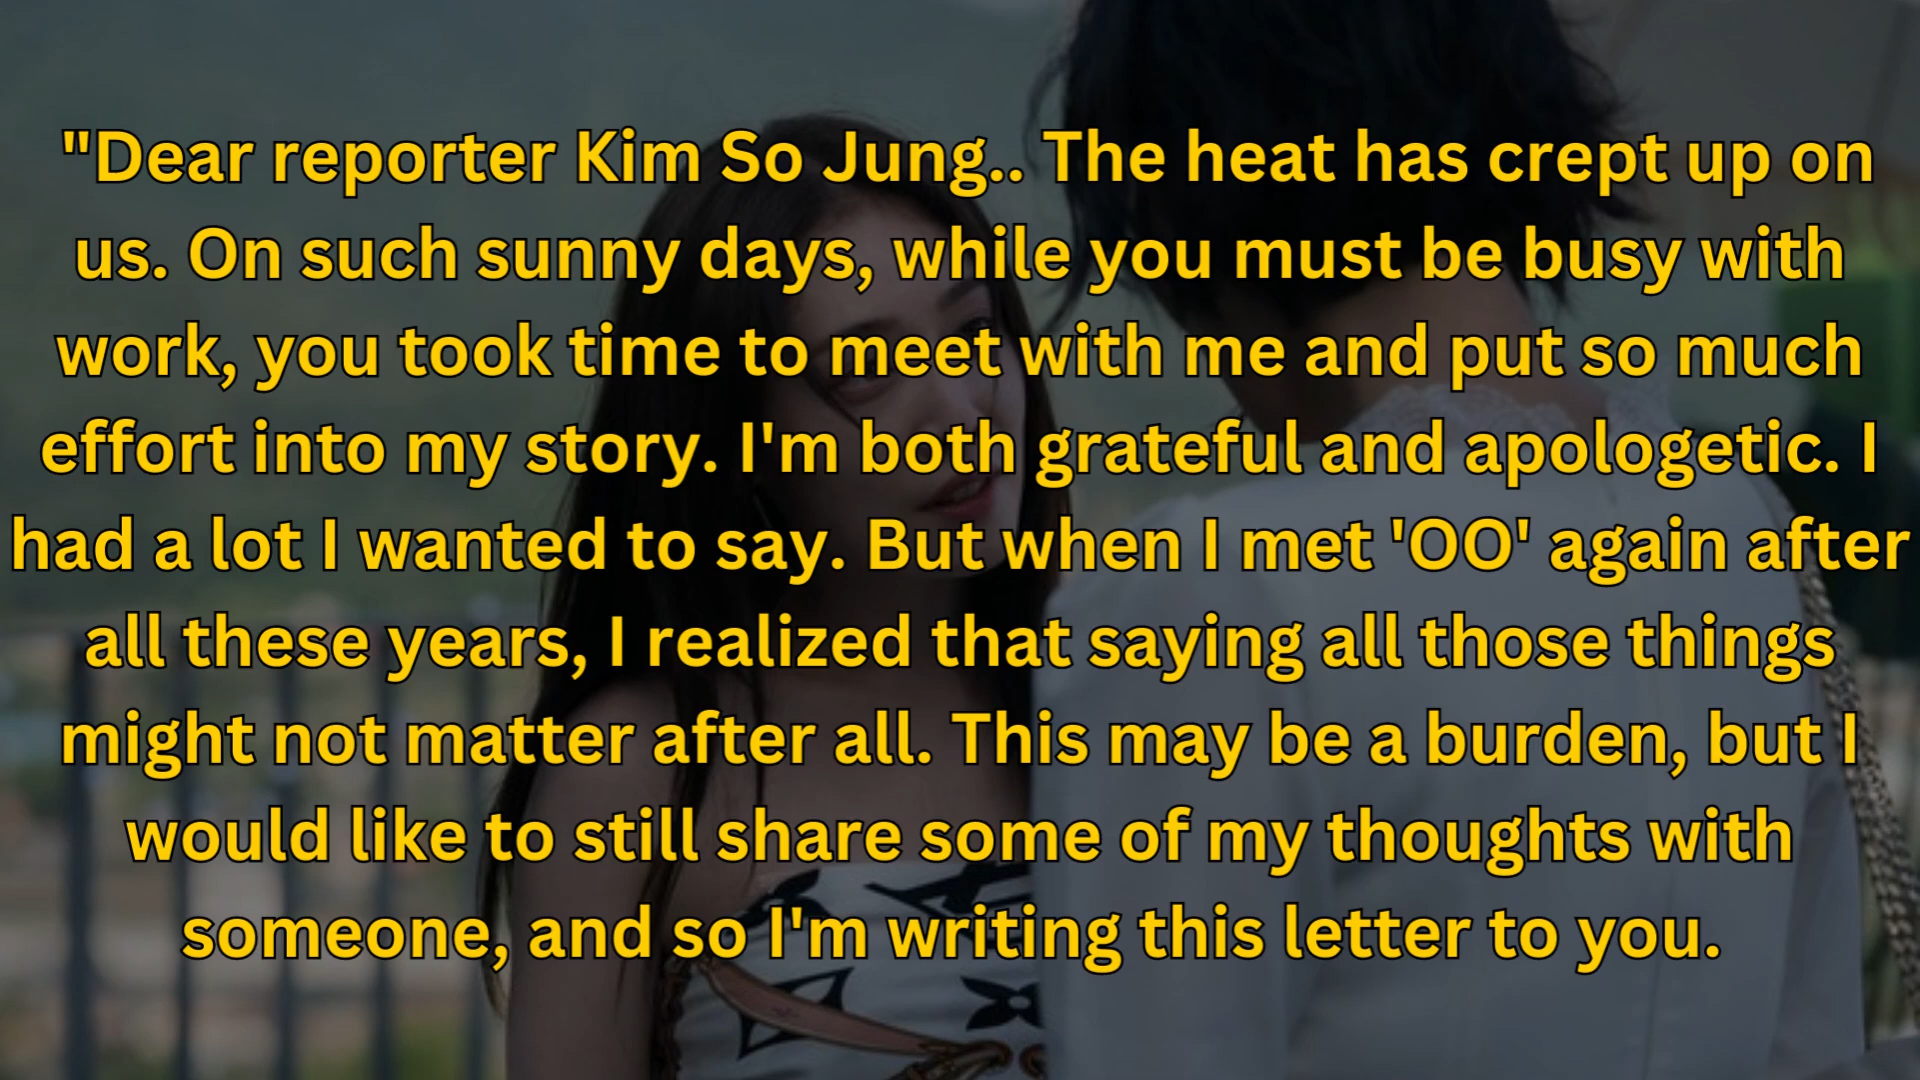 "Dear reporter Kim So Jung.. The heat has crept up on
us. On such sunny days, while you must be busy with
work, you took time to meet with me and put so much
effort into my story. I'm both grateful and apologetic. I
had a lot I wanted to say. But when I met 'OO' again after
all these years, I realized that saying all those things
might not matter after all. This may be a burden, but I
would like to still share some of my thoughts with
someone, and so I'm writing this letter to you.